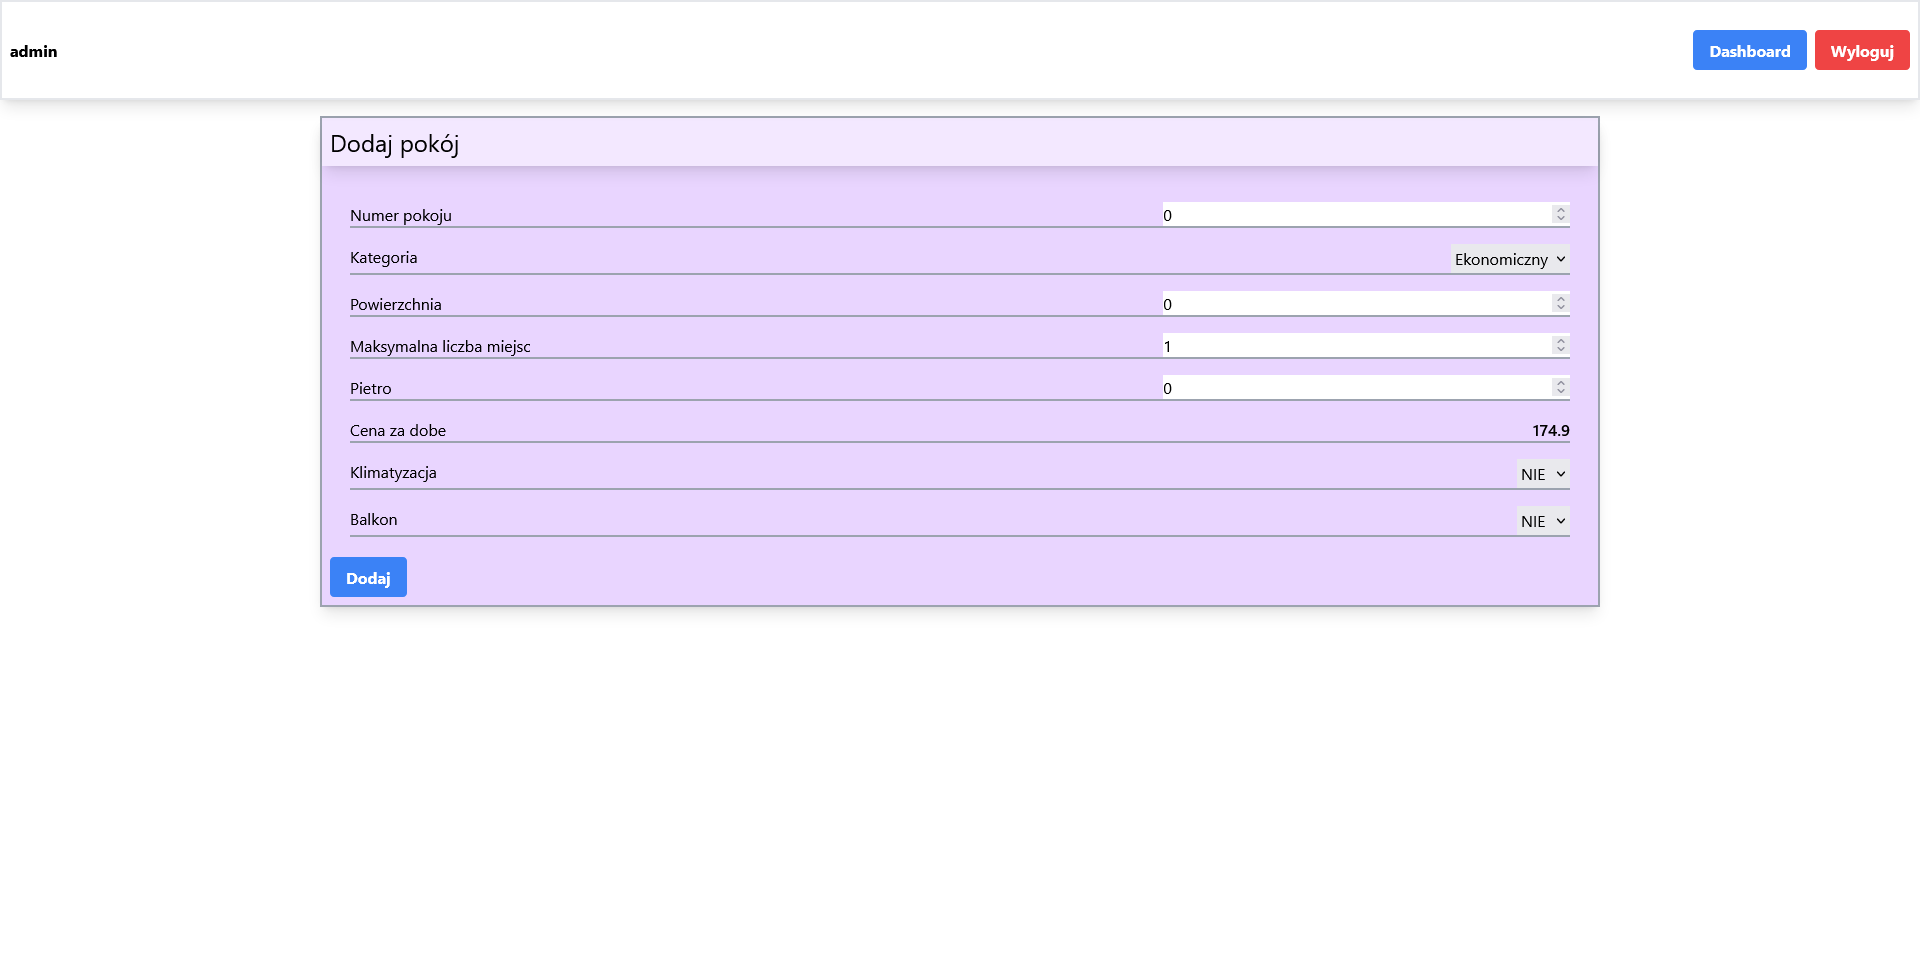 admin
Dashboard Wyloguj
Dodaj pokój
Numer pokoju 0
Kategoria Ekonomiczny
Powierzchnia 0
Maksymalna liczba miejsc 1
Pietro 0
Cena za dobe 174.9
Klimatyzacja NIE
Balkon NIE
Dodaj